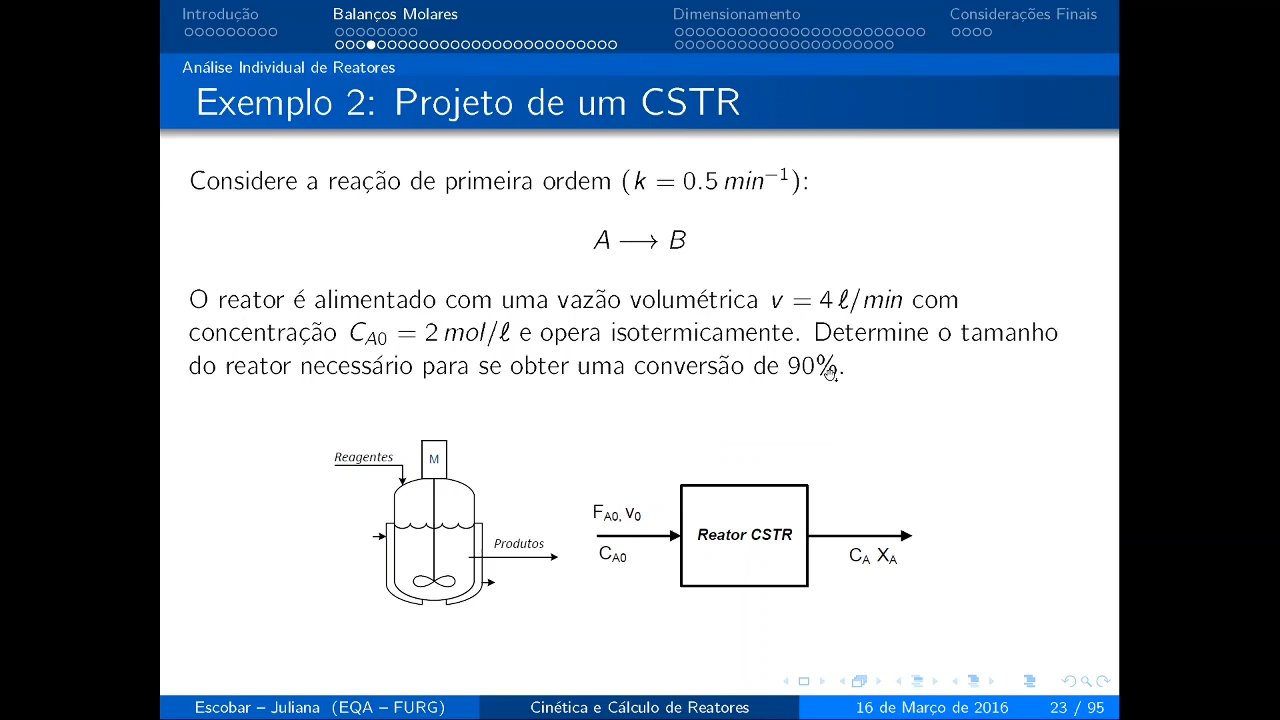 Introdução
Balanços Molares
Dimensionamento
Considerações Finais
Análise Individual de Reatores
Exemplo 2: Projeto de um CSTR
Considere a reação de primeira ordem (k = 0.5 min⁻¹):
A ⟶ B
O reator é alimentado com uma vazão volumétrica v = 4 ℓ/min com
concentração C_A0 = 2 mol/ℓ e opera isotermicamente. Determine o tamanho
do reator necessário para se obter uma conversão de 90%.
Reagentes
M
Produtos
F_A0, v_0
C_A0
Reator CSTR
C_A X_A
Escobar – Juliana (EQA – FURG)
Cinética e Cálculo de Reatores
16 de Março de 2016
23 / 95